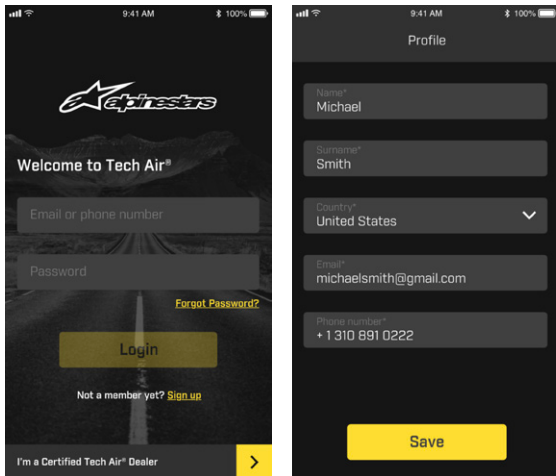 9:41 AM
100%
alpinestars
Welcome to Tech Air®
Email or phone number
Password
Forgot Password?
Login
Not a member yet? Sign up
I'm a Certified Tech Air® Dealer
9:41 AM
100%
Profile
Name*
Michael
Surname*
Smith
Country*
United States
Email*
michaelsmith@gmail.com
Phone number*
+ 1 310 891 0222
Save